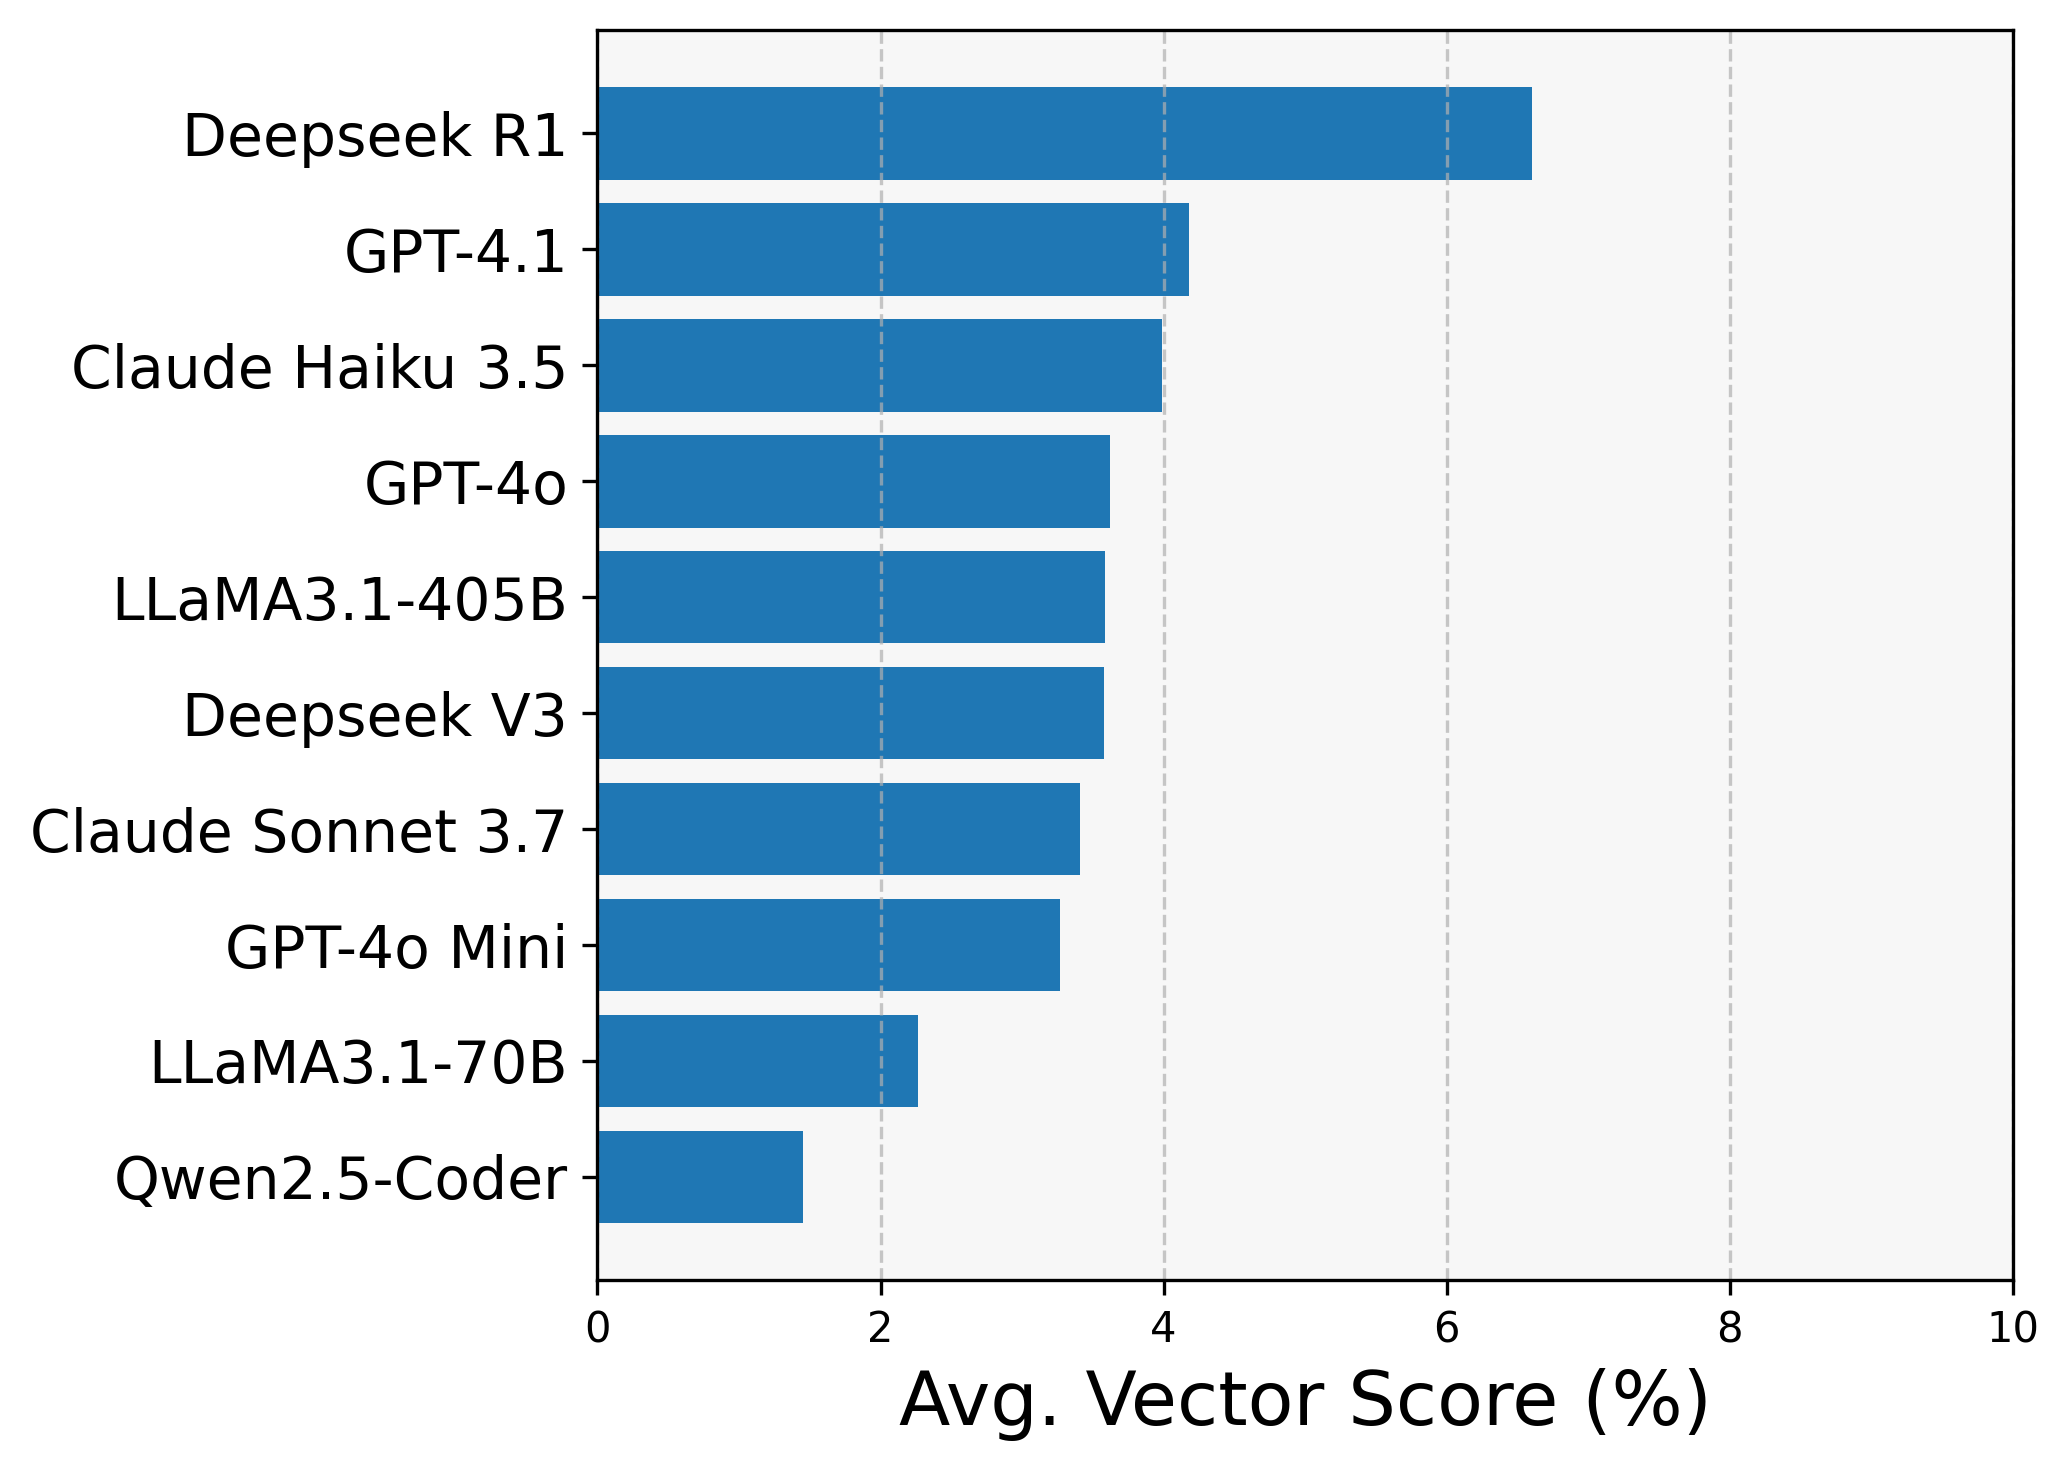 Deepseek R1
GPT-4.1
Claude Haiku 3.5
GPT-4o
LLaMA3.1-405B
Deepseek V3
Claude Sonnet 3.7
GPT-4o Mini
LLaMA3.1-70B
Qwen2.5-Coder
0 2 4 6 8 10
Avg. Vector Score (%)